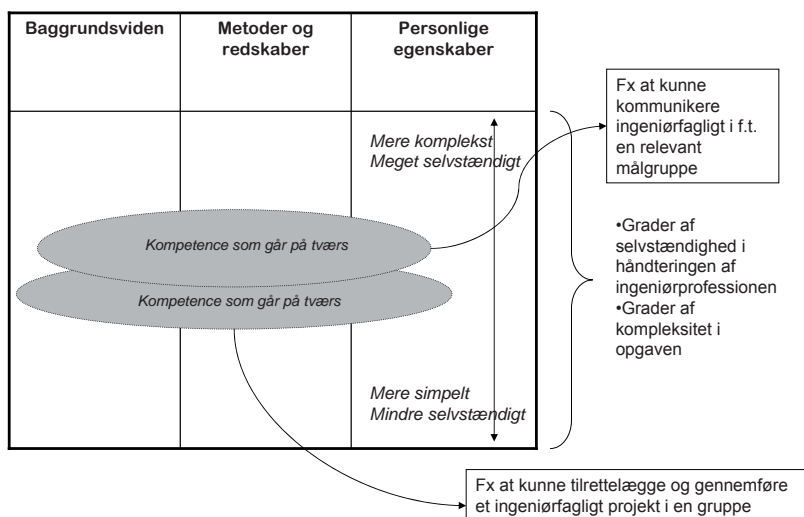 Baggrundsviden
Metoder og
redskaber
Personlige
egenskaber
Mere komplekst
Meget selvstændigt
Kompetence som går på tværs
Kompetence som går på tværs
Mere simpelt
Mindre selvstændigt
Fx at kunne
kommunikere
ingeniørfagligt i f.t.
en relevant
målgruppe
•Grader af
selvstændighed i
håndteringen af
ingeniørprofessionen
•Grader af
kompleksitet i
opgaven
Fx at kunne tilrettelægge og gennemføre
et ingeniørfagligt projekt i en gruppe